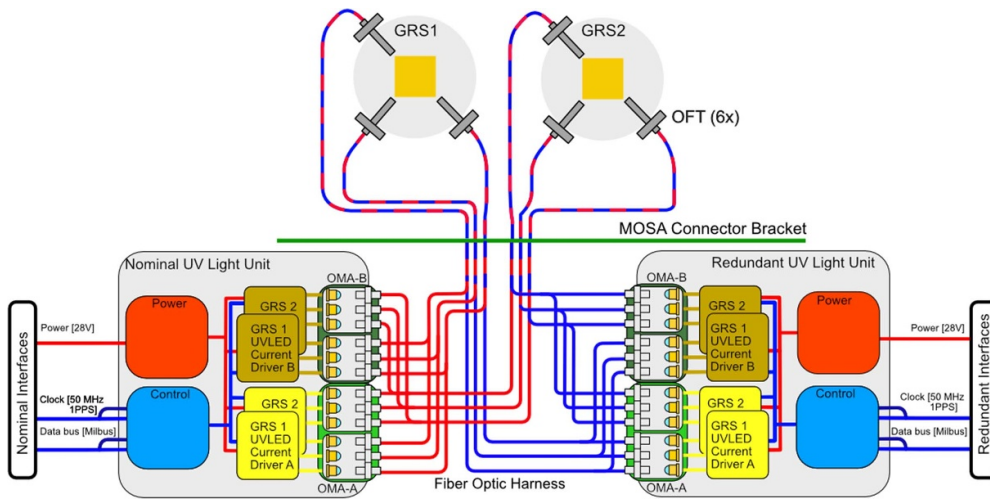 GRS1
GRS2
OFT (6x)
MOSA Connector Bracket
Nominal UV Light Unit
Redundant UV Light Unit
OMA-B
OMA-B
Power
GRS 2
GRS 1
UVLED
Current
Driver B
GRS 2
GRS 1
UVLED
Current
Driver B
Power
Power [28V]
Power [28V]
Nominal Interfaces
Redundant Interfaces
Clock [50 MHz
1PPS]
Data bus [Milbus]
Control
GRS 2
GRS 1
UVLED
Current
Driver A
GRS 2
GRS 1
UVLED
Current
Driver A
Control
Clock [50 MHz
1PPS]
Data bus [Milbus]
OMA-A
Fiber Optic Harness
OMA-A